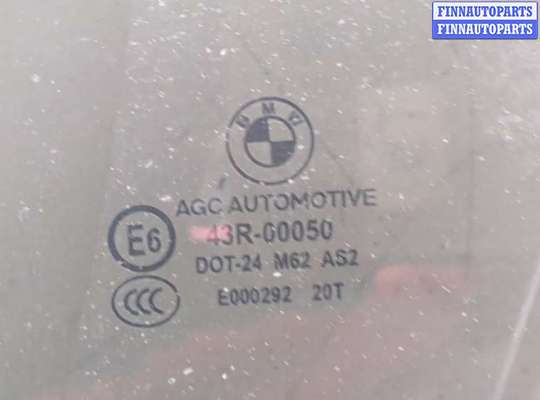 FINNAUTOPARTS
FINNAUTOPARTS
BMW
AGC AUTOMOTIVE
E6 43R-00050
DOT-24 M62 AS2
CCC E000292 20T